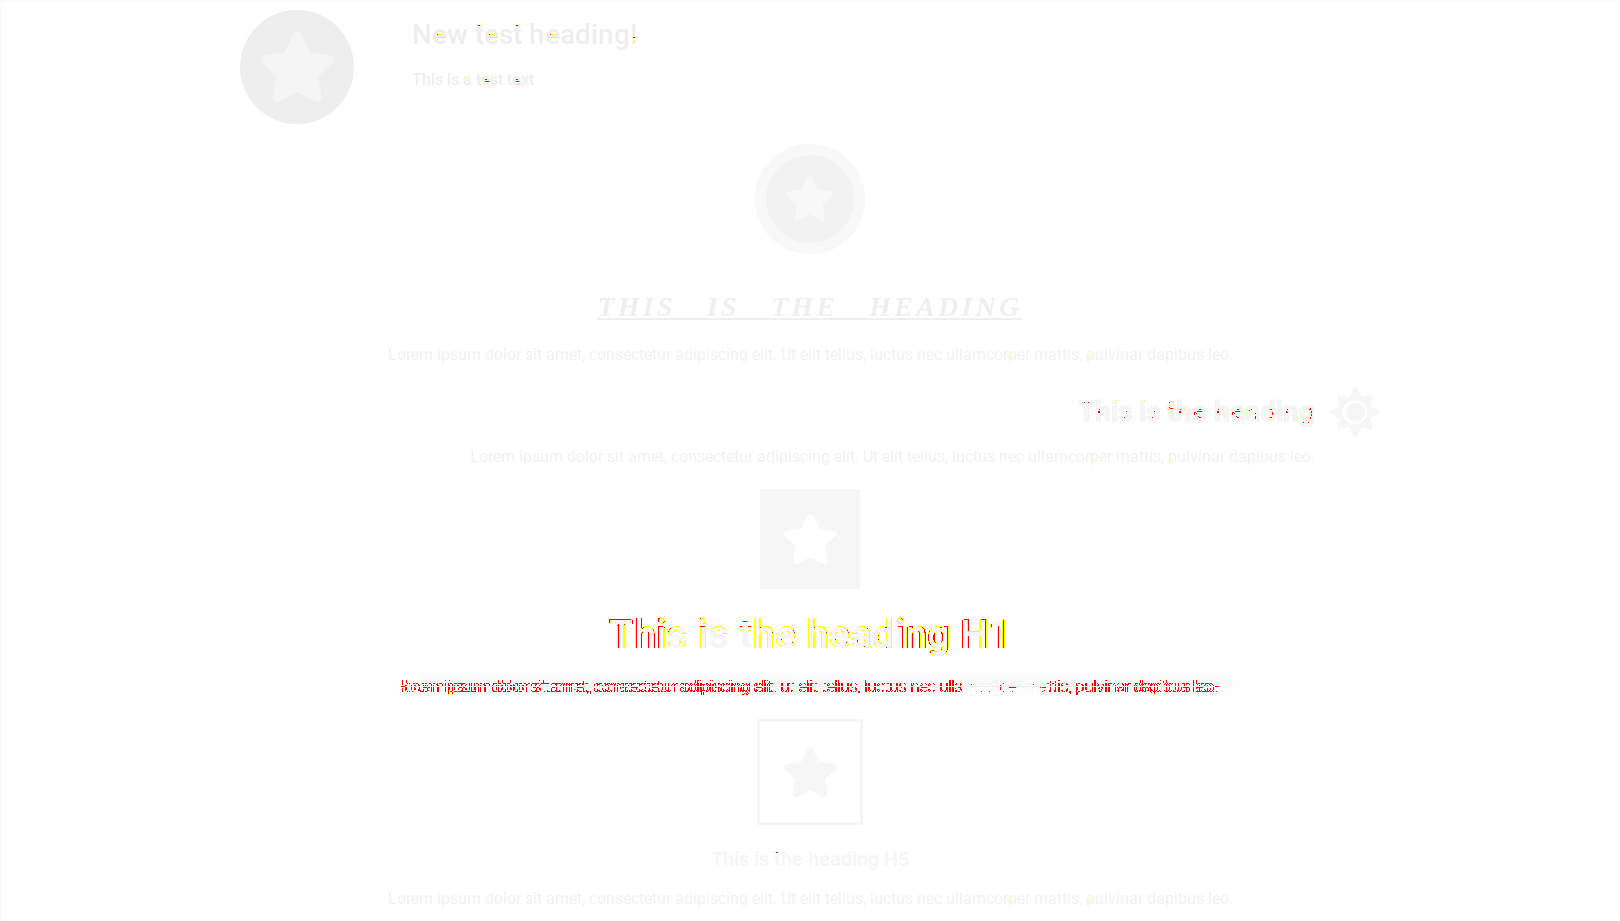 New test heading!
This is a test text
THIS IS THE HEADING
Lorem ipsum dolor sit amet, consectetur adipiscing elit. Ut elit tellus, luctus nec ullamcorper mattis, pulvinar dapibus leo.
This is the heading
Lorem ipsum dolor sit amet, consectetur adipiscing elit. Ut elit tellus, luctus nec ullamcorper mattis, pulvinar dapibus leo.
This is the heading H1
Lorem ipsum dolor sit amet, consectetur adipiscing elit. Ut elit tellus, luctus nec mattis, pulvinar dapibus leo.
This is the heading H5
Lorem ipsum dolor sit amet, consectetur adipiscing elit. Ut elit tellus, luctus nec ullamcorper mattis, pulvinar dapibus leo.